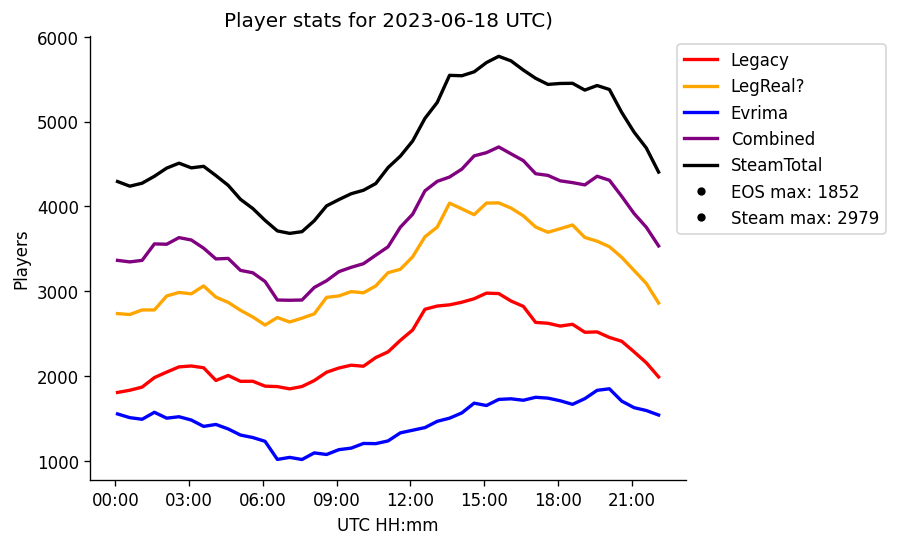 Player stats for 2023-06-18 UTC)
6000
5000
4000
3000
2000
1000
Players
00:00 03:00 06:00 09:00 12:00 15:00 18:00 21:00
UTC HH:mm
Legacy
LegReal?
Evrima
Combined
SteamTotal
EOS max: 1852
Steam max: 2979